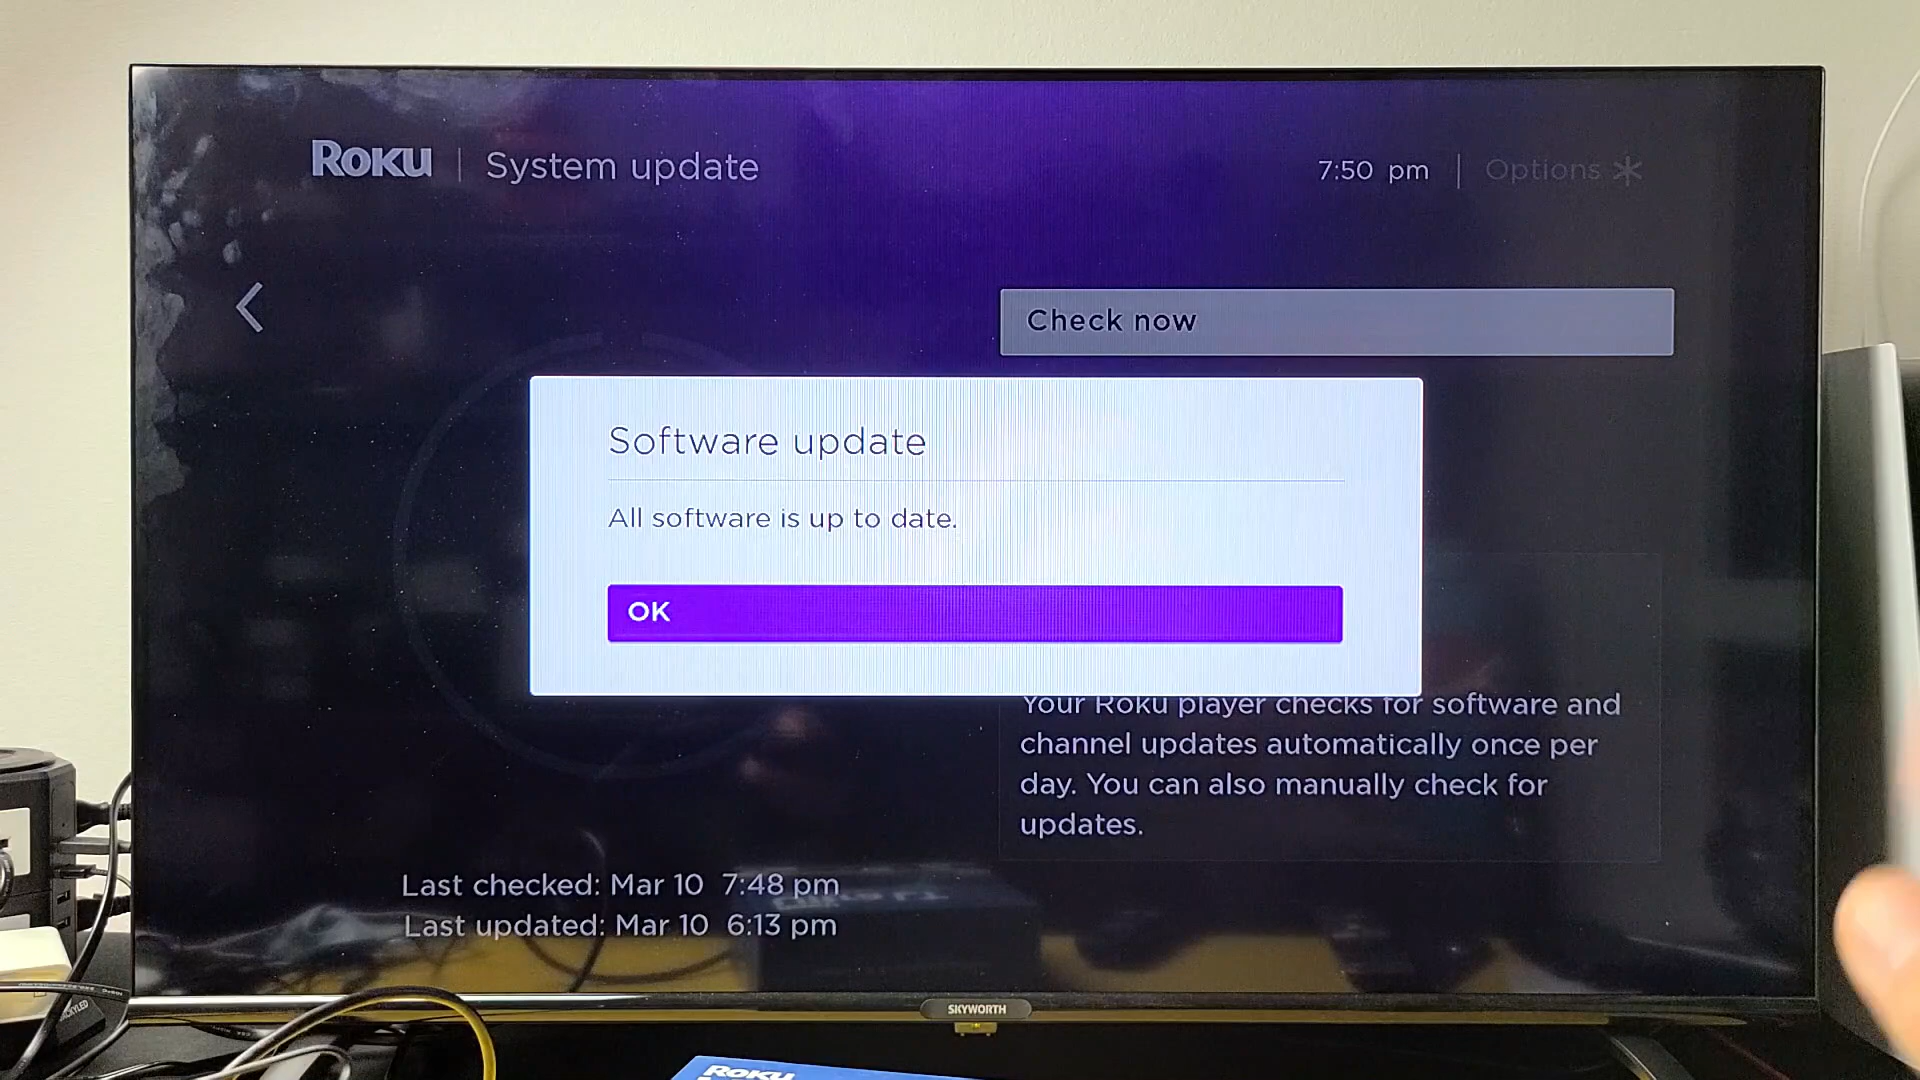 ROKU | System update
7:50 pm | Options *
Check now
Software update
All software is up to date.
OK
Your Roku player checks for software and
channel updates automatically once per
day. You can also manually check for
updates.
Last checked: Mar 10 7:48 pm
Last updated: Mar 10 6:13 pm
SKYWORTH
ROKU